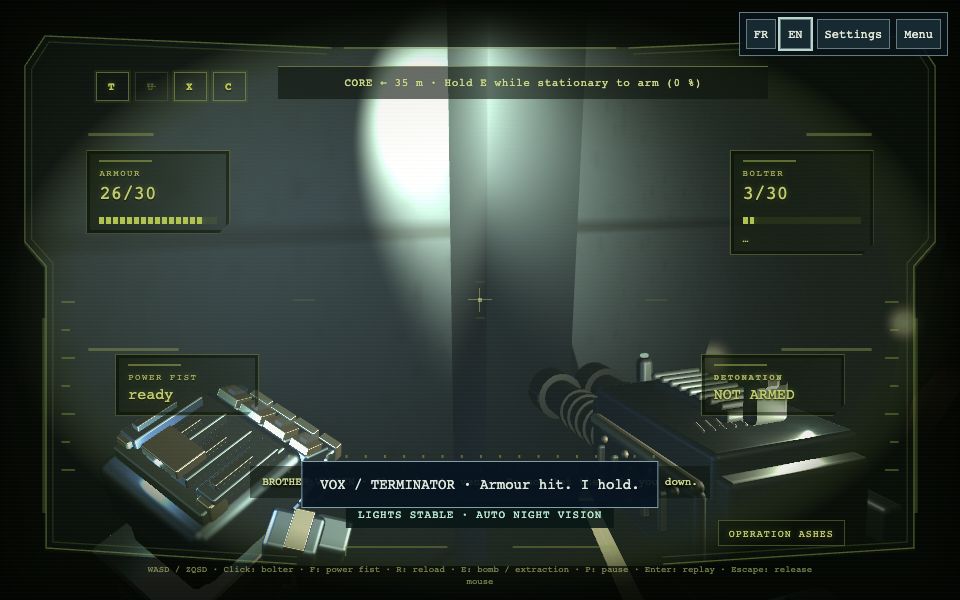 FR EN Settings Menu
T X C
CORE ← 35 m · Hold E while stationary to arm (0 %)
ARMOUR
26/30
BOLTER
3/30
…
POWER FIST
ready
DETONATION
NOT ARMED
BROTHE down.
VOX / TERMINATOR · Armour hit. I hold.
LIGHTS STABLE · AUTO NIGHT VISION
OPERATION ASHES
WASD / ZQSD · Click: bolter · F: power fist · R: reload · E: bomb / extraction · P: pause · Enter: replay · Escape: release
mouse